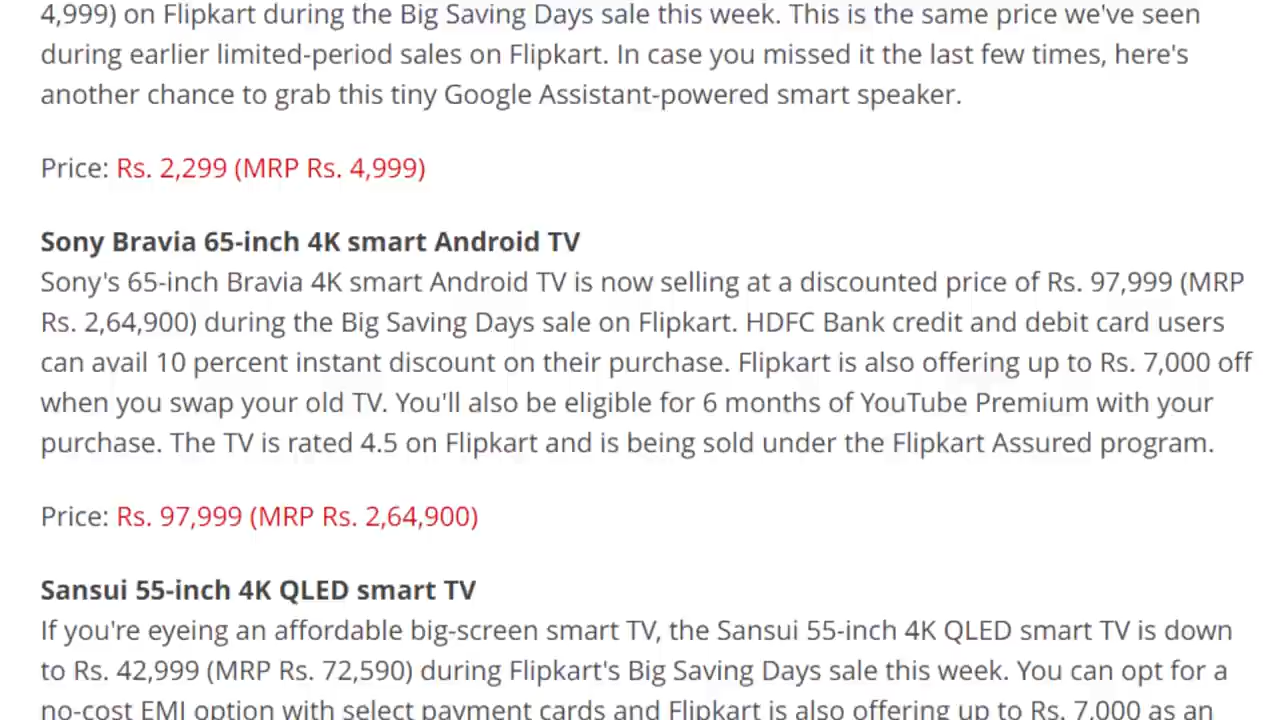 4,999) on Flipkart during the Big Saving Days sale this week. This is the same price we've seen
during earlier limited-period sales on Flipkart. In case you missed it the last few times, here's
another chance to grab this tiny Google Assistant-powered smart speaker.
Price: Rs. 2,299 (MRP Rs. 4,999)
Sony Bravia 65-inch 4K smart Android TV
Sony's 65-inch Bravia 4K smart Android TV is now selling at a discounted price of Rs. 97,999 (MRP
Rs. 2,64,900) during the Big Saving Days sale on Flipkart. HDFC Bank credit and debit card users
can avail 10 percent instant discount on their purchase. Flipkart is also offering up to Rs. 7,000 off
when you swap your old TV. You'll also be eligible for 6 months of YouTube Premium with your
purchase. The TV is rated 4.5 on Flipkart and is being sold under the Flipkart Assured program.
Price: Rs. 97,999 (MRP Rs. 2,64,900)
Sansui 55-inch 4K QLED smart TV
If you're eyeing an affordable big-screen smart TV, the Sansui 55-inch 4K QLED smart TV is down
to Rs. 42,999 (MRP Rs. 72,590) during Flipkart's Big Saving Days sale this week. You can opt for a
no-cost EMI option with select payment cards and Flipkart is also offering up to Rs. 7,000 as an